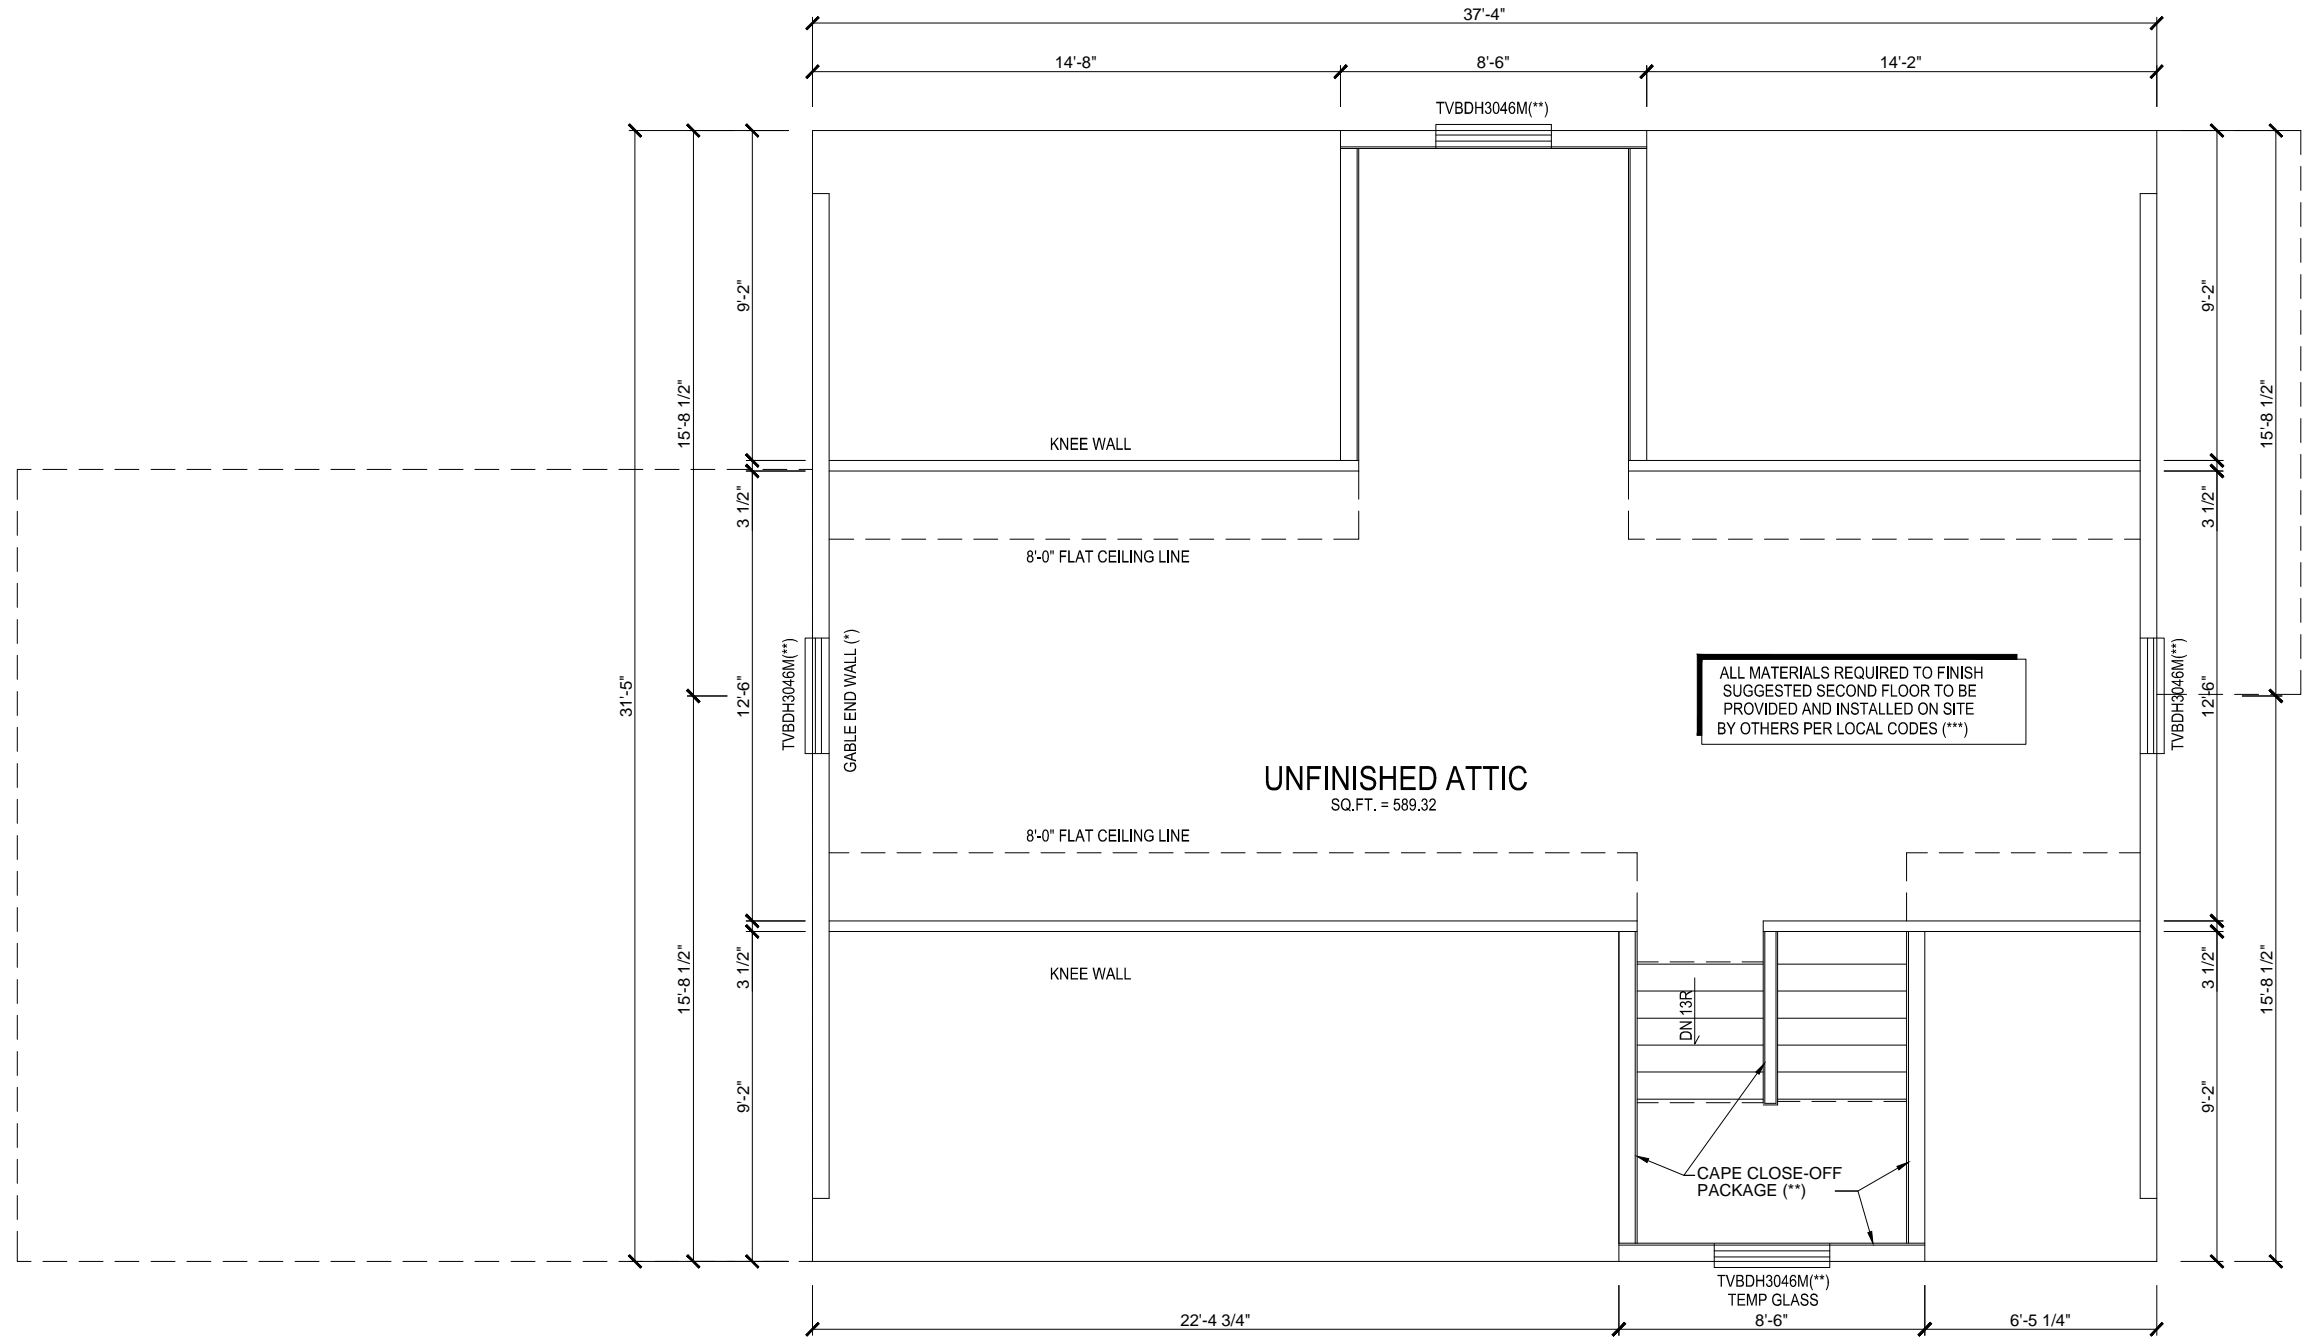 37'-4"
14'-8"
8'-6"
14'-2"
TVBDH3046M(**)
31'-5"
15'-8 1/2"
15'-8 1/2"
9'-2"
3 1/2"
12'-6"
3 1/2"
9'-2"
TVBDH3046M(**)
GABLE END WALL (*)
KNEE WALL
8'-0" FLAT CEILING LINE
ALL MATERIALS REQUIRED TO FINISH
SUGGESTED SECOND FLOOR TO BE
PROVIDED AND INSTALLED ON SITE
BY OTHERS PER LOCAL CODES (***)
UNFINISHED ATTIC
SQ.FT. = 589.32
8'-0" FLAT CEILING LINE
KNEE WALL
DN 13R
CAPE CLOSE-OFF
PACKAGE (**)
TVBDH3046M(**)
9'-2"
3 1/2"
12'-6"
3 1/2"
9'-2"
15'-8 1/2"
15'-8 1/2"
TVBDH3046M(**)
TEMP GLASS
22'-4 3/4"
8'-6"
6'-5 1/4"